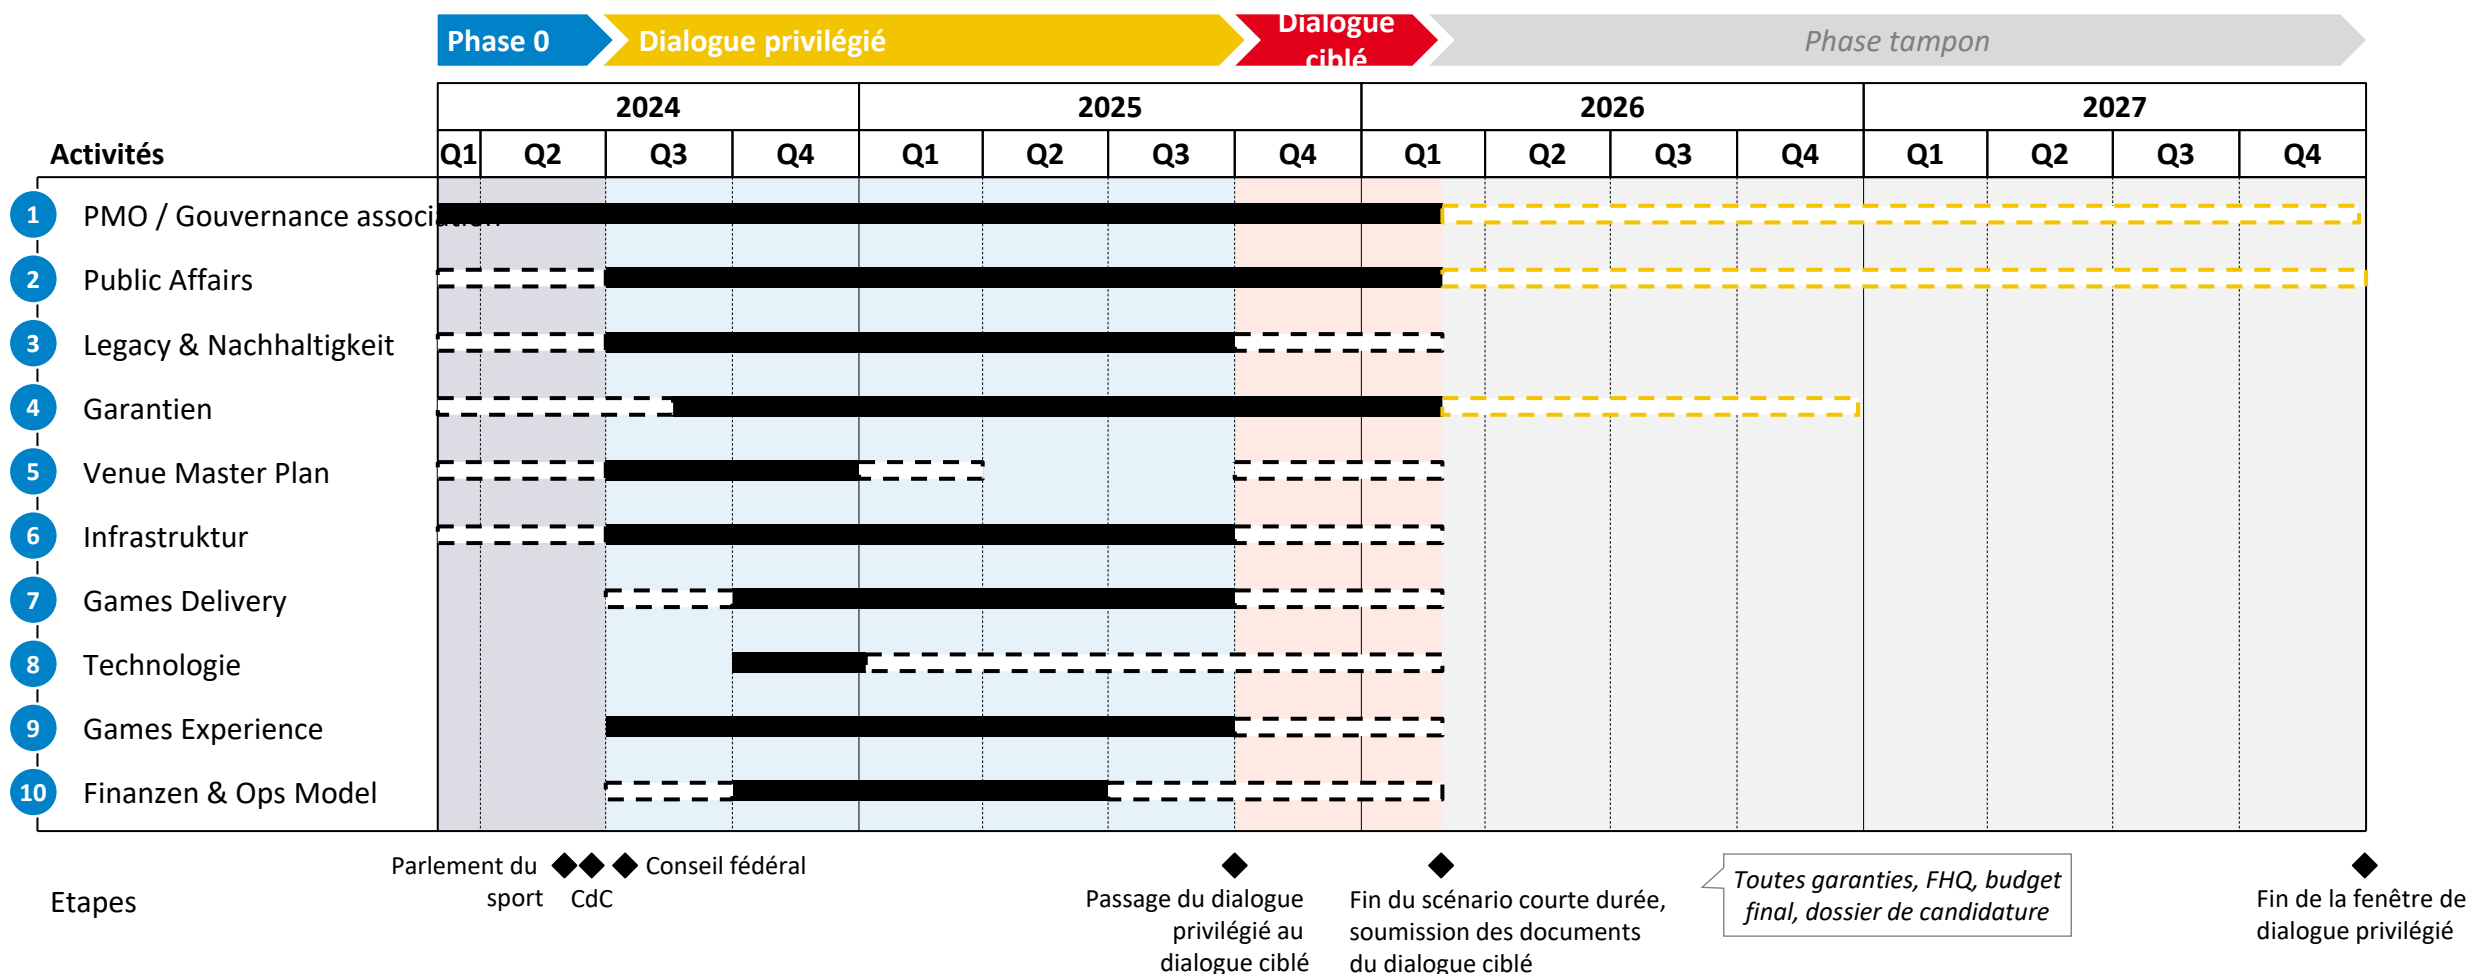 Phase 0
Dialogue privilégié
Dialogue
ciblé
Phase tampon
2024
2025
2026
2027
Activités
Q1 Q2 Q3 Q4 Q1 Q2 Q3 Q4 Q1 Q2 Q3 Q4 Q1 Q2 Q3 Q4
1 PMO / Gouvernance association
2 Public Affairs
3 Legacy & Nachhaltigkeit
4 Garantien
5 Venue Master Plan
6 Infrastruktur
7 Games Delivery
8 Technologie
9 Games Experience
10 Finanzen & Ops Model
Etapes
Parlement du
sport
CdC
Conseil fédéral
Passage du dialogue
privilégié au
dialogue ciblé
Fin du scénario courte durée,
soumission des documents
du dialogue ciblé
Toutes garanties, FHQ, budget
final, dossier de candidature
Fin de la fenêtre de
dialogue privilégié